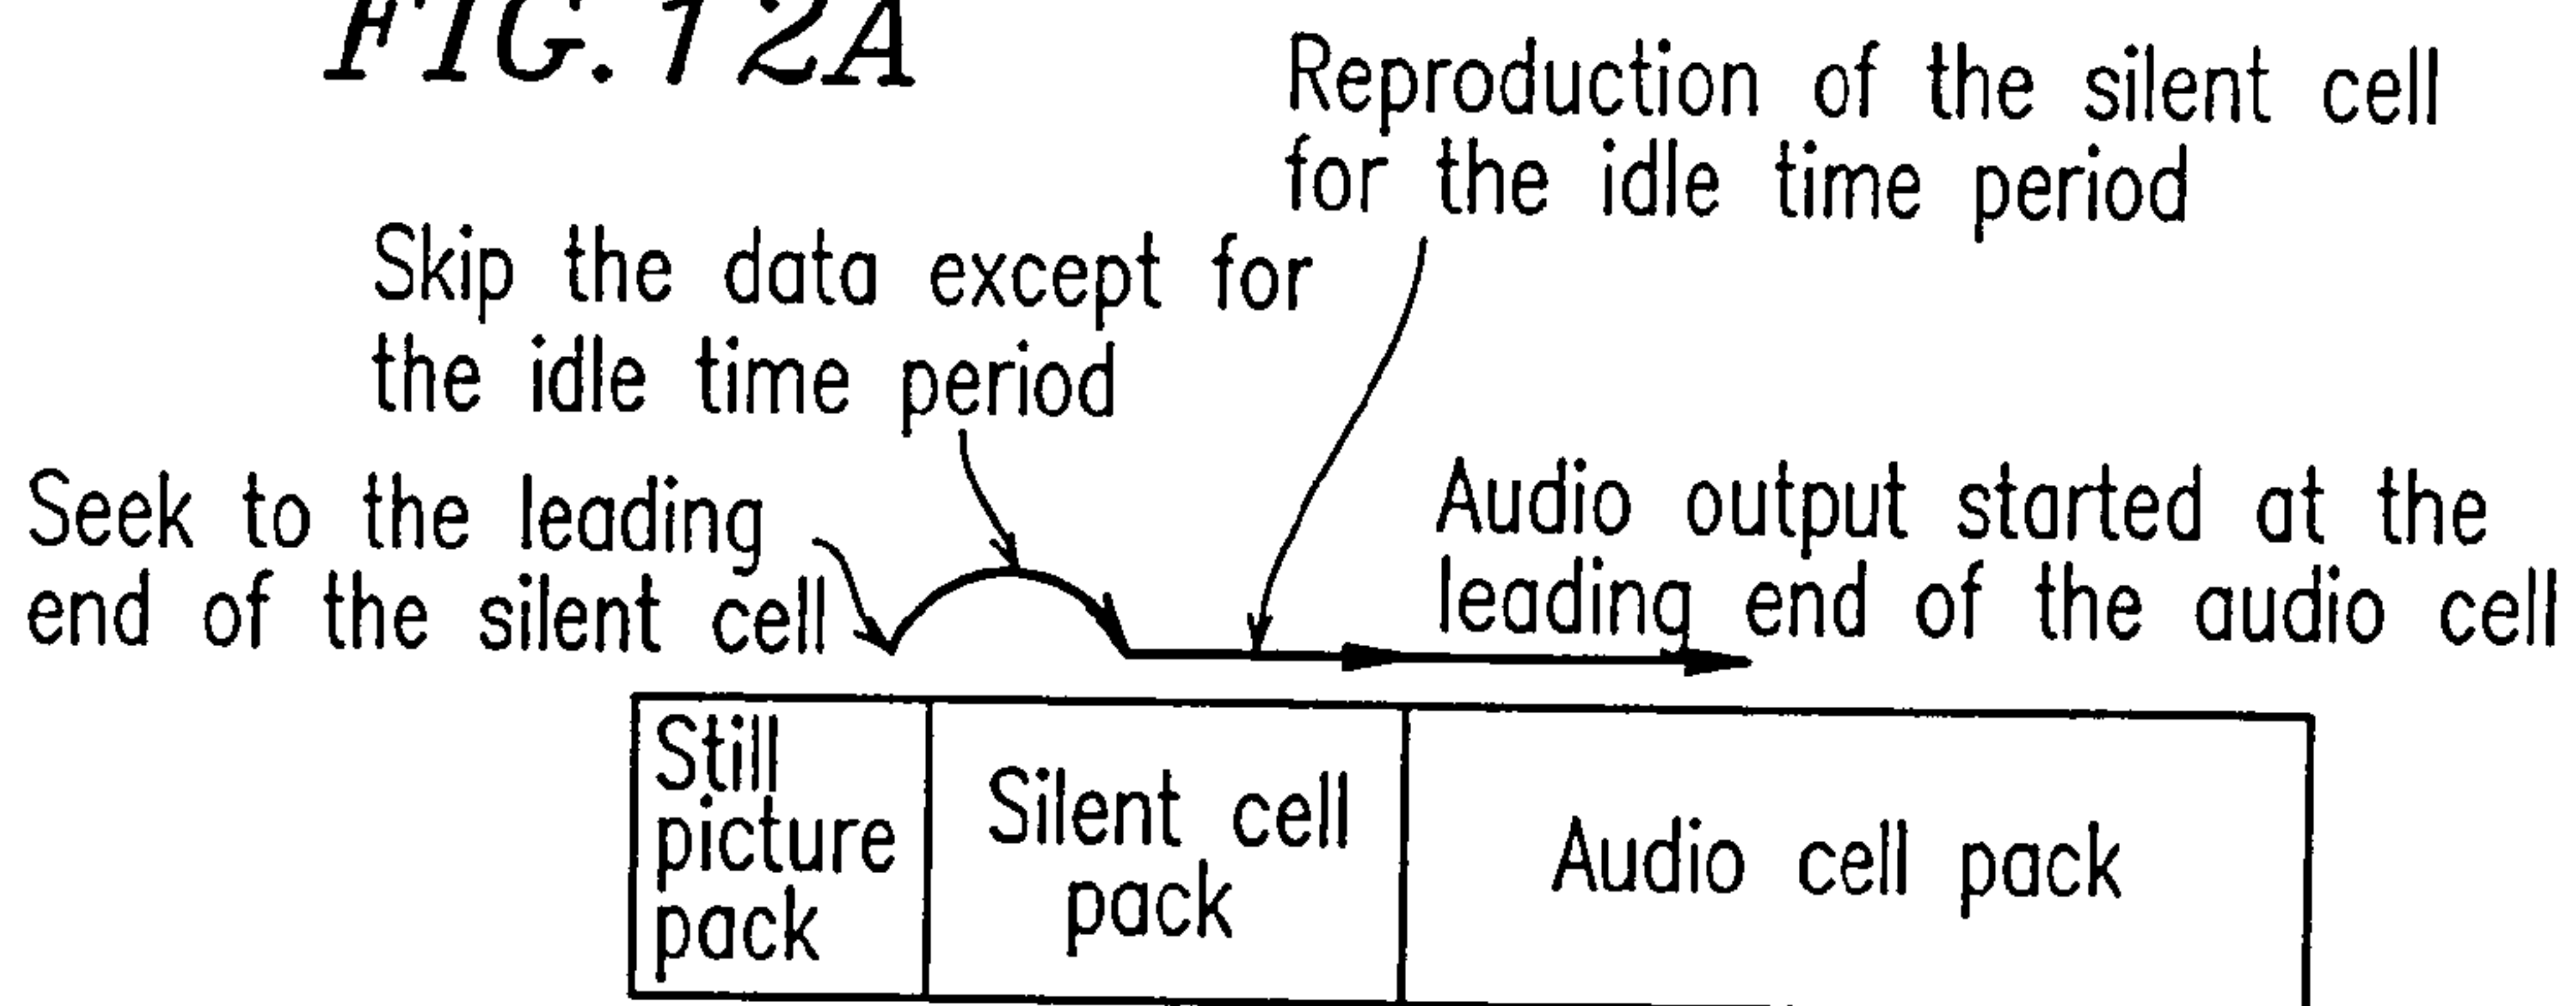 FIG.12A
Reproduction of the silent cell
for the idle time period
Skip the data except for
the idle time period
Seek to the leading
end of the silent cell
Audio output started at the
leading end of the audio cell
Still
picture
pack
Silent cell
pack
Audio cell pack